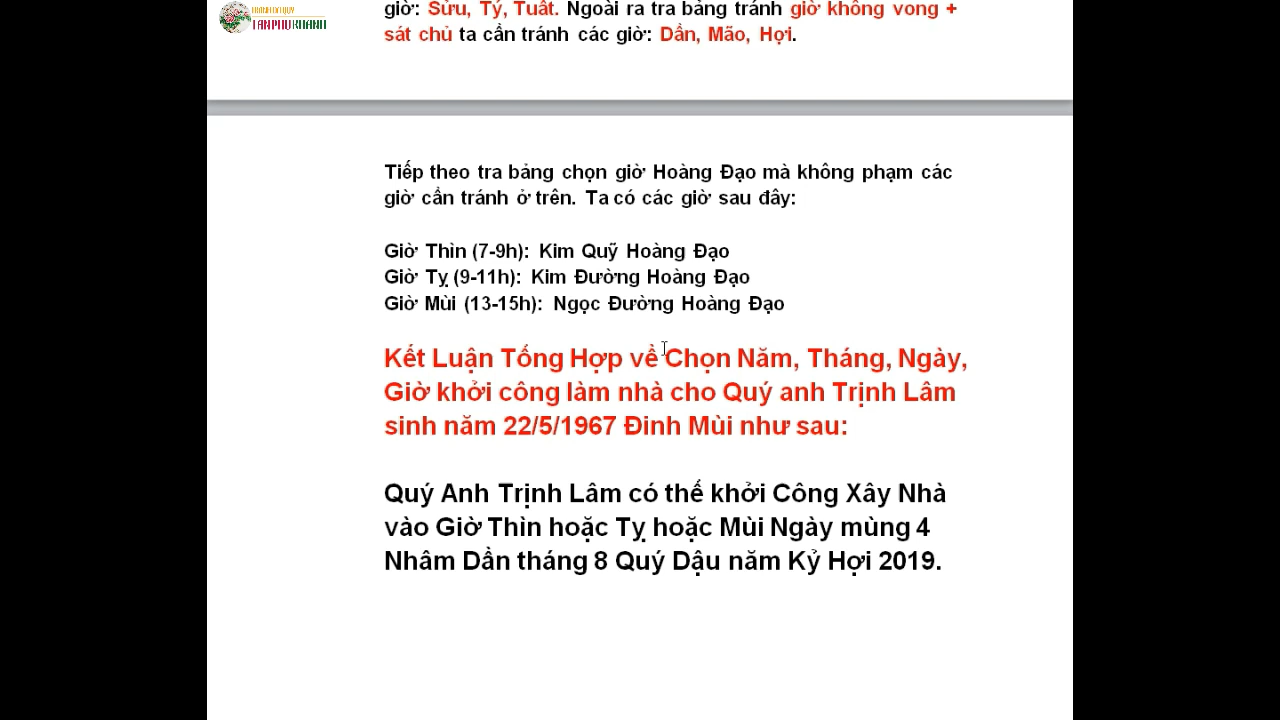 TANPHUKHANH
giờ: Sửu, Tý, Tuất. Ngoài ra tra bảng tránh giờ không vong +
sát chủ ta cần tránh các giờ: Dần, Mão, Hợi.
Tiếp theo tra bảng chọn giờ Hoàng Đạo mà không phạm các
giờ cần tránh ở trên. Ta có các giờ sau đây:
Giờ Thìn (7-9h): Kim Quỹ Hoàng Đạo
Giờ Tỵ (9-11h): Kim Đường Hoàng Đạo
Giờ Mùi (13-15h): Ngọc Đường Hoàng Đạo
Kết Luận Tổng Hợp về Chọn Năm, Tháng, Ngày,
Giờ khởi công làm nhà cho Quý anh Trịnh Lâm
sinh năm 22/5/1967 Đinh Mùi như sau:
Quý Anh Trịnh Lâm có thể khởi Công Xây Nhà
vào Giờ Thìn hoặc Tỵ hoặc Mùi Ngày mùng 4
Nhâm Dần tháng 8 Quý Dậu năm Kỷ Hợi 2019.